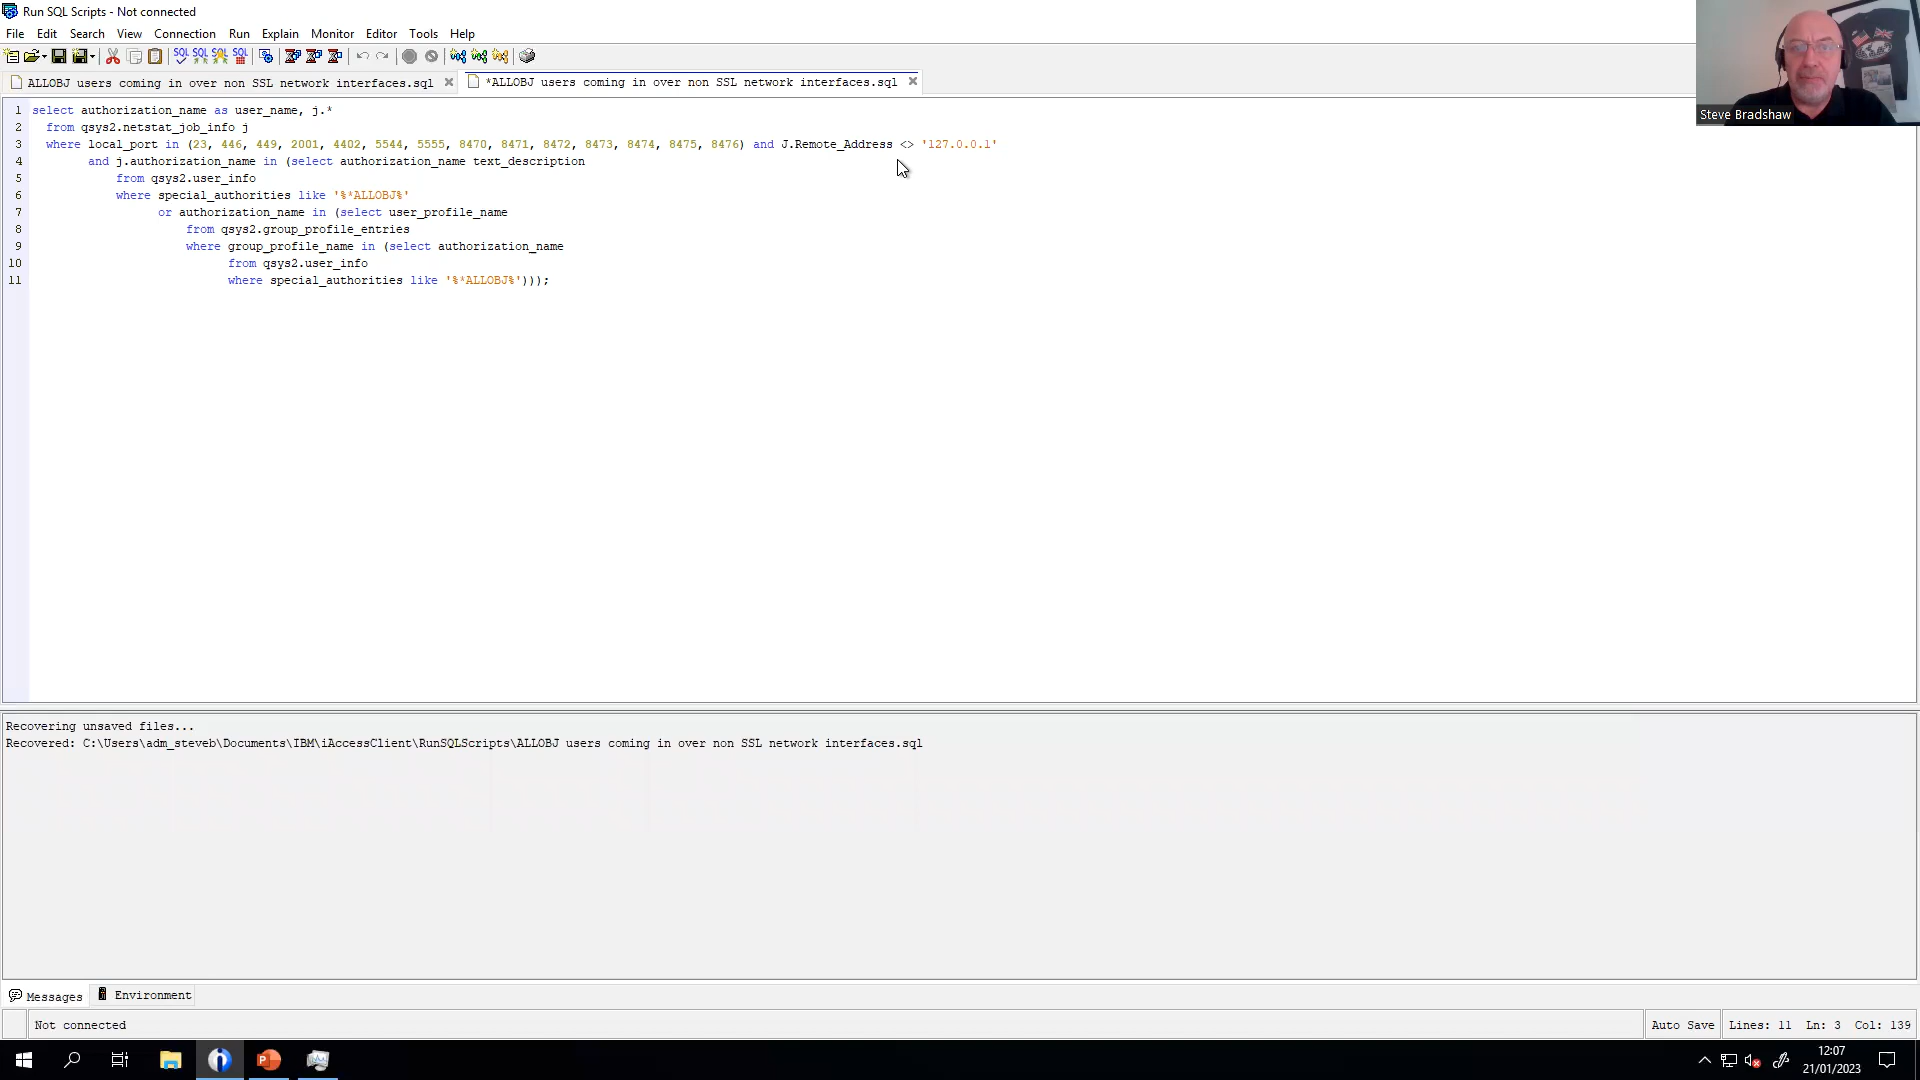 Run SQL Scripts - Not connected
File Edit Search View Connection Run Explain Monitor Editor Tools Help
ALLOBJ users coming in over non SSL network interfaces.sql
*ALLOBJ users coming in over non SSL network interfaces.sql
Steve Bradshaw
1 select authorization_name as user_name, j.*
2 from qsys2.netstat_job_info j
3 where local_port in (23, 446, 449, 2001, 4402, 5544, 5555, 8470, 8471, 8472, 8473, 8474, 8475, 8476) and J.Remote_Address <> '127.0.0.1'
4 and j.authorization_name in (select authorization_name text_description
5 from qsys2.user_info
6 where special_authorities like '%*ALLOBJ%'
7 or authorization_name in (select user_profile_name
8 from qsys2.group_profile_entries
9 where group_profile_name in (select authorization_name
10 from qsys2.user_info
11 where special_authorities like '%*ALLOBJ%')));
Recovering unsaved files...
Recovered: C:\Users\adm_steveb\Documents\IBM\iAccessClient\RunSQLScripts\ALLOBJ users coming in over non SSL network interfaces.sql
Messages Environment
Not connected
Auto Save Lines: 11 Ln: 3 Col: 139
12:07
21/01/2023